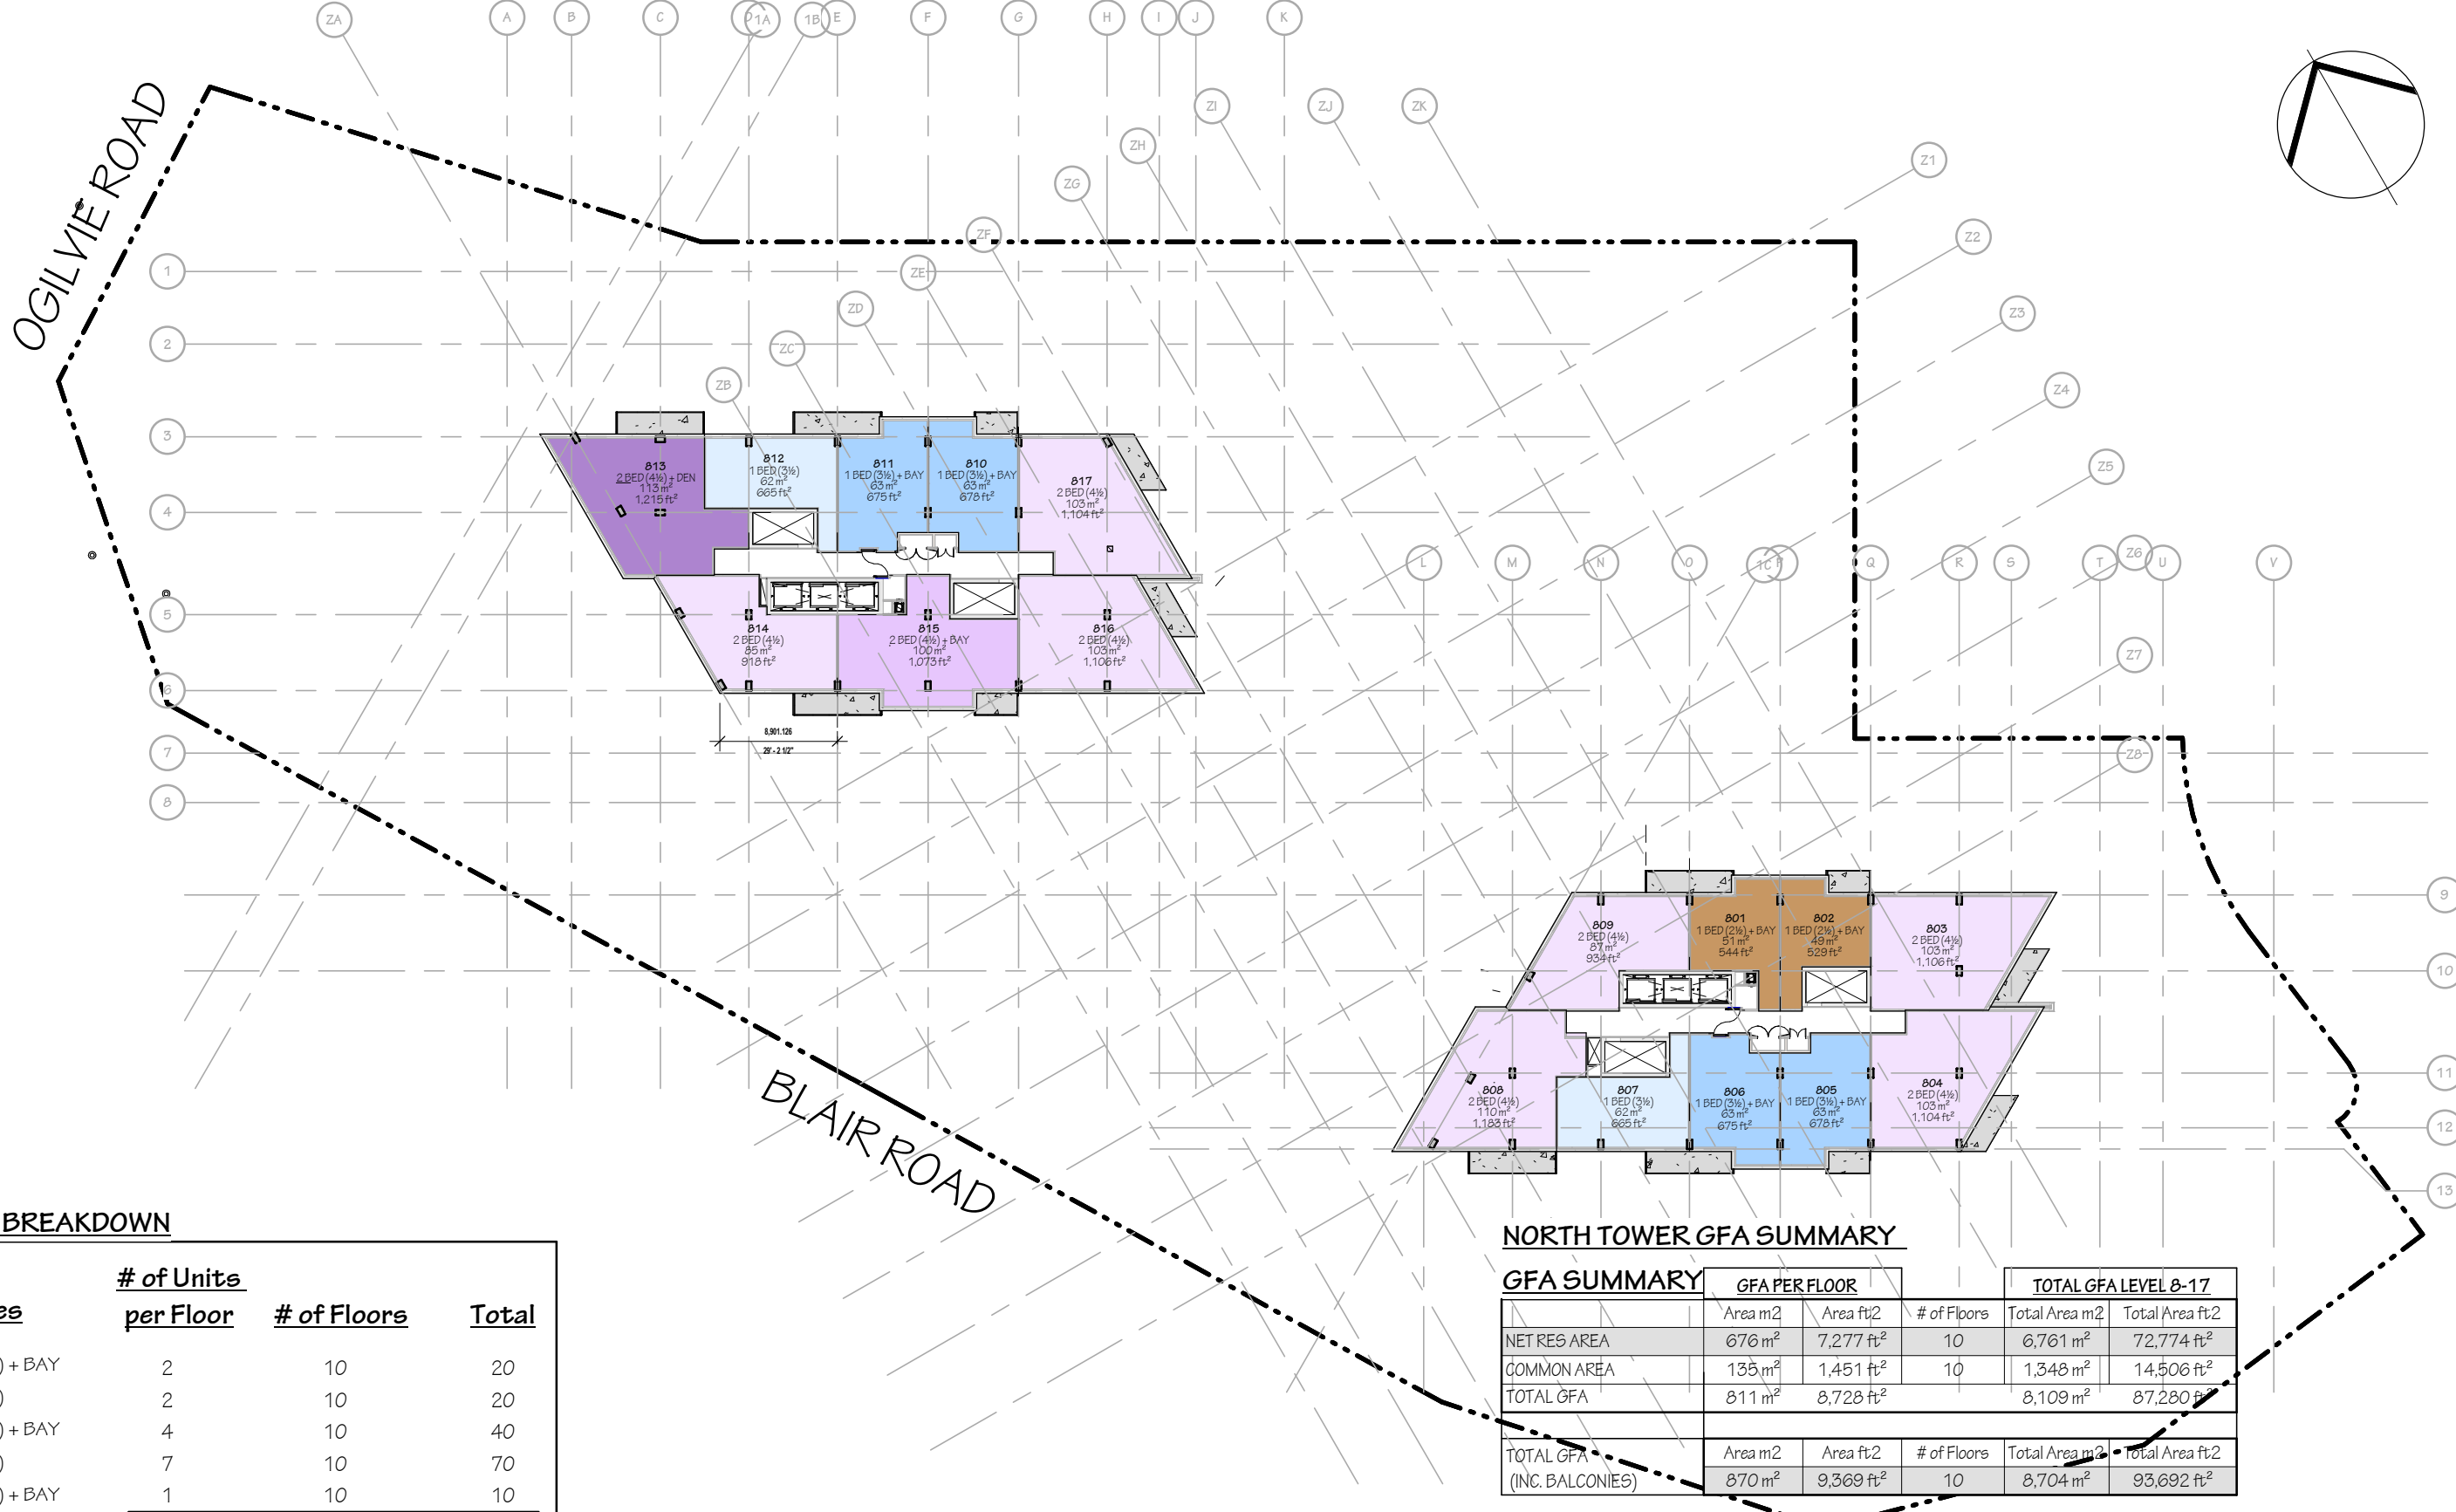 ZA
A
B
C
D
1A
1B
E
F
G
H
I
J
K
ZI
ZJ
ZK
ZH
ZG
ZF
ZE
ZD
ZC
ZB
Z1
Z2
Z3
Z4
Z5
Z6
Z7
Z8
OGILVIE ROAD
1
2
3
4
5
6
7
8
813
2 BED (4½) + DEN
113 m²
1,215 ft²
812
1 BED (3½)
62 m²
665 ft²
811
1 BED (3½) + BAY
63 m²
675 ft²
810
1 BED (3½) + BAY
63 m²
678 ft²
817
2 BED (4½)
103 m²
1,104 ft²
814
2 BED (4½)
85 m²
918 ft²
815
2 BED (4½) + BAY
100 m²
1,073 ft²
816
2 BED (4½)
103 m²
1,106 ft²
8,901.126
29' - 2 1/2"
L
M
N
O
1C
P
Q
R
S
T
U
V
9
10
11
12
13
809
2 BED (4½)
87 m²
934 ft²
801
1 BED (2½) + BAY
51 m²
544 ft²
802
1 BED (2½) + BAY
49 m²
529 ft²
803
2 BED (4½)
103 m²
1,106 ft²
808
2 BED (4½)
110 m²
1,183 ft²
807
1 BED (3½)
62 m²
665 ft²
806
1 BED (3½) + BAY
63 m²
675 ft²
805
1 BED (3½) + BAY
63 m²
678 ft²
804
2 BED (4½)
103 m²
1,104 ft²
BLAIR ROAD
BREAKDOWN
# of Units
es per Floor # of Floors Total
) + BAY 2 10 20
) 2 10 20
) + BAY 4 10 40
) 7 10 70
) + BAY 1 10 10
NORTH TOWER GFA SUMMARY
GFA SUMMARY GFA PER FLOOR TOTAL GFA LEVEL 8-17
Area m2 Area ft2 # of Floors Total Area m2 Total Area ft2
NET RES AREA 676 m² 7,277 ft² 10 6,761 m² 72,774 ft²
COMMON AREA 135 m² 1,451 ft² 10 1,348 m² 14,506 ft²
TOTAL GFA 811 m² 8,728 ft² 8,109 m² 87,280 ft²
TOTAL GFA Area m2 Area ft2 # of Floors Total Area m2 Total Area ft2
(INC. BALCONIES) 870 m² 9,369 ft² 10 8,704 m² 93,692 ft²